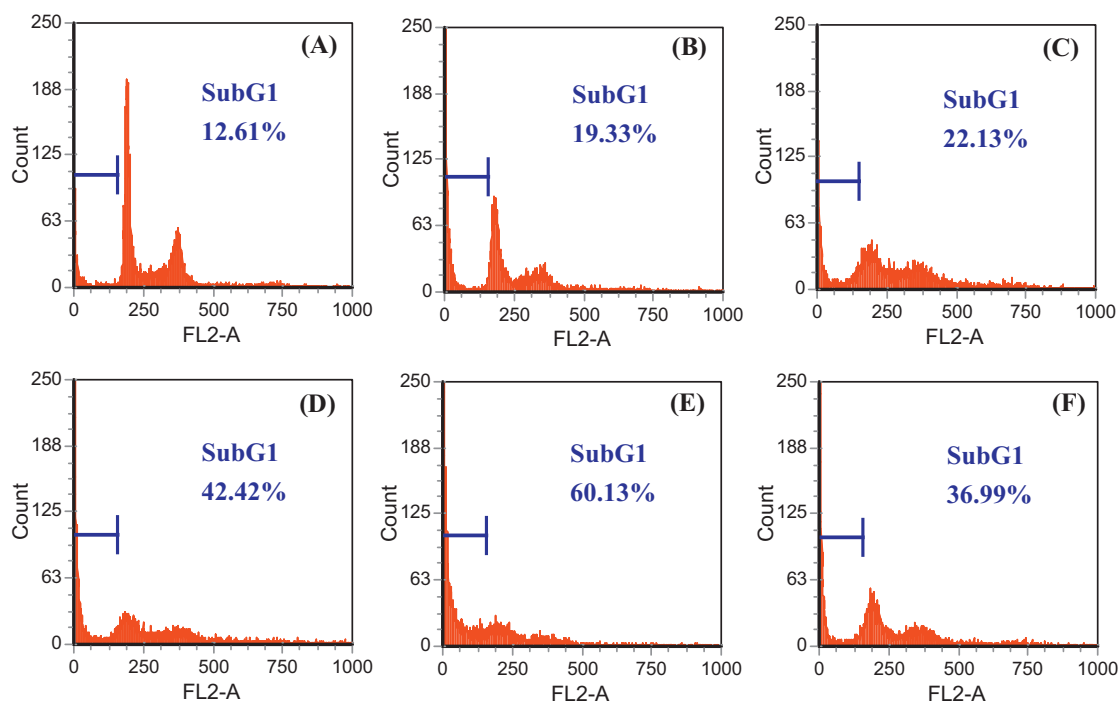 (A)
SubG1
12.61%
250
188
125
63
0
Count
0 250 500 750 1000
FL2-A
(B)
SubG1
19.33%
250
188
125
63
0
Count
0 250 500 750 1000
FL2-A
(C)
SubG1
22.13%
250
188
125
63
0
Count
0 250 500 750 1000
FL2-A
(D)
SubG1
42.42%
250
188
125
63
0
Count
0 250 500 750 1000
FL2-A
(E)
SubG1
60.13%
250
188
125
63
0
Count
0 250 500 750 1000
FL2-A
(F)
SubG1
36.99%
250
188
125
63
0
Count
0 250 500 750 1000
FL2-A